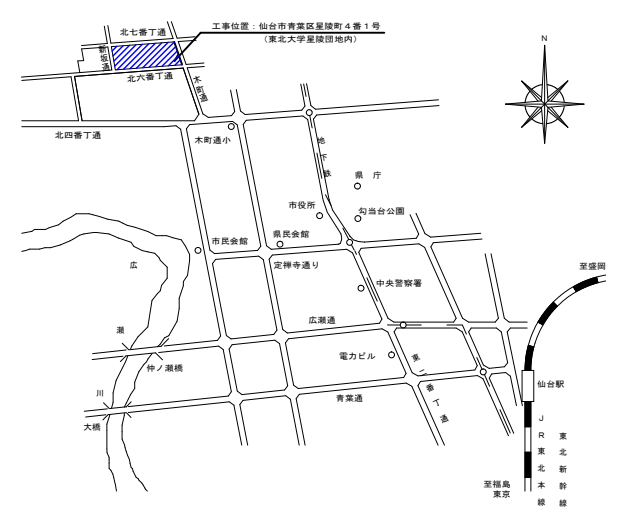 工事位置：仙台市青葉区星陵町４番１号
（東北大学星陵団地内）
北七番丁通
新坂通
北六番丁通
木町通
北四番丁通
木町通小
地下鉄
県庁
市役所
勾当台公園
市民会館
県民会館
定禅寺通り
中央警察署
広瀬通
電力ビル
東二番丁通
青葉通
広瀬川
仲ノ瀬橋
大橋
N
至盛岡
仙台駅
ＪＲ東北本線
東北新幹線
至福島
東京